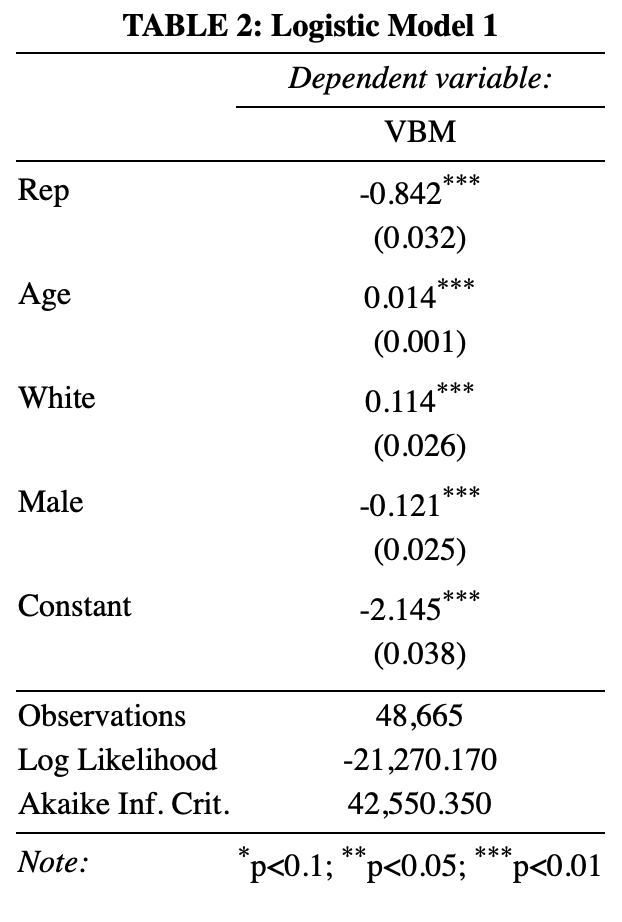 TABLE 2: Logistic Model 1
Dependent variable:
VBM
Rep -0.842***
(0.032)
Age 0.014***
(0.001)
White 0.114***
(0.026)
Male -0.121***
(0.025)
Constant -2.145***
(0.038)
Observations 48,665
Log Likelihood -21,270.170
Akaike Inf. Crit. 42,550.350
Note: *p<0.1; **p<0.05; ***p<0.01